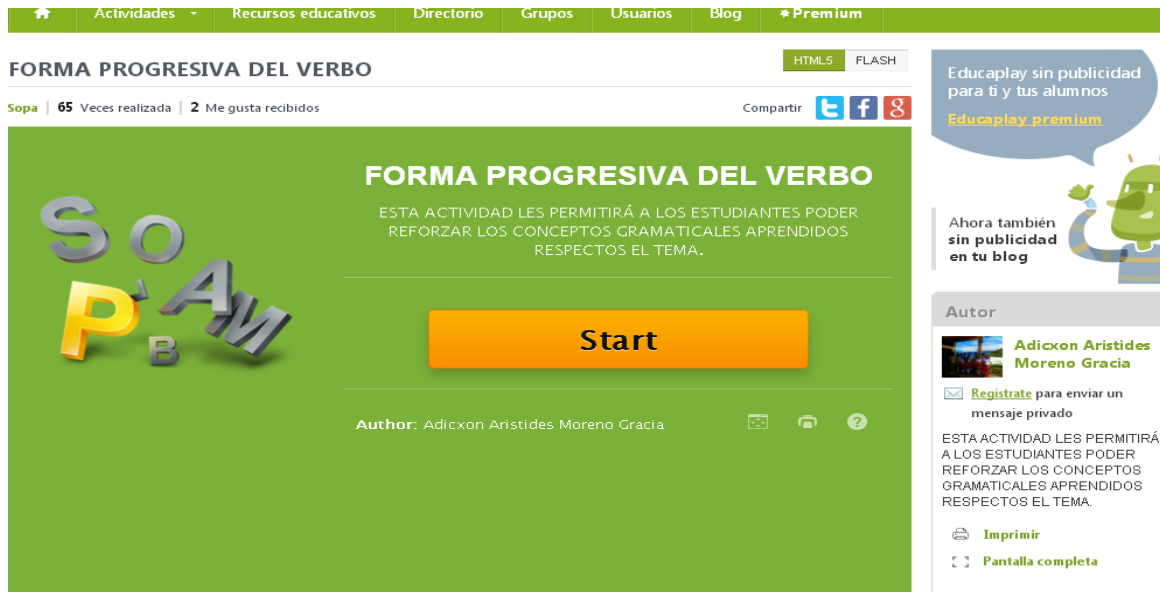 Actividades Recursos educativos Directorio Grupos Usuarios Blog Premium
FORMA PROGRESIVA DEL VERBO
HTML5 FLASH
Sopa | 65 Veces realizada | 2 Me gusta recibidos
Compartir
SOPA
B
FORMA PROGRESIVA DEL VERBO
ESTA ACTIVIDAD LES PERMITIRÁ A LOS ESTUDIANTES PODER
REFORZAR LOS CONCEPTOS GRAMATICALES APRENDIDOS
RESPECTOS EL TEMA.
Start
Author: Adicxon Aristides Moreno Gracia
Educaplay sin publicidad
para ti y tus alumnos
Educaplay premium
Ahora también
sin publicidad
en tu blog
Autor
Adicxon Aristides
Moreno Gracia
Regístrate para enviar un
mensaje privado
ESTA ACTIVIDAD LES PERMITIRÁ
A LOS ESTUDIANTES PODER
REFORZAR LOS CONCEPTOS
GRAMATICALES APRENDIDOS
RESPECTOS EL TEMA.
Imprimir
Pantalla completa